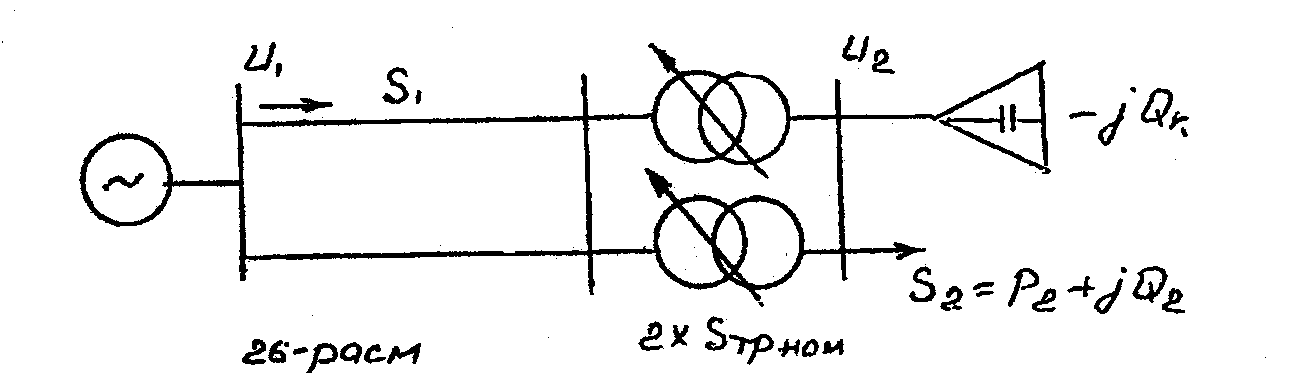 U₁
S₁
U₂
~
-jQк
S₂ = P₂ + jQ₂
26-расм
2x Sтр ном